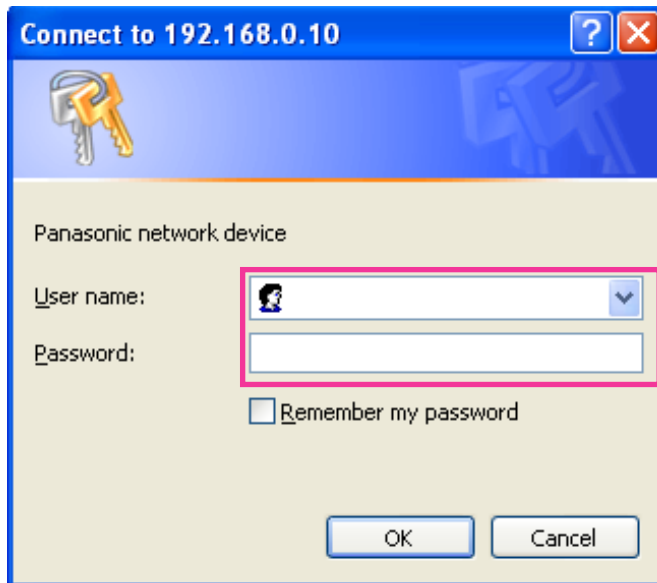 Connect to 192.168.0.10
Panasonic network device
User name:
Password:
Remember my password
OK
Cancel